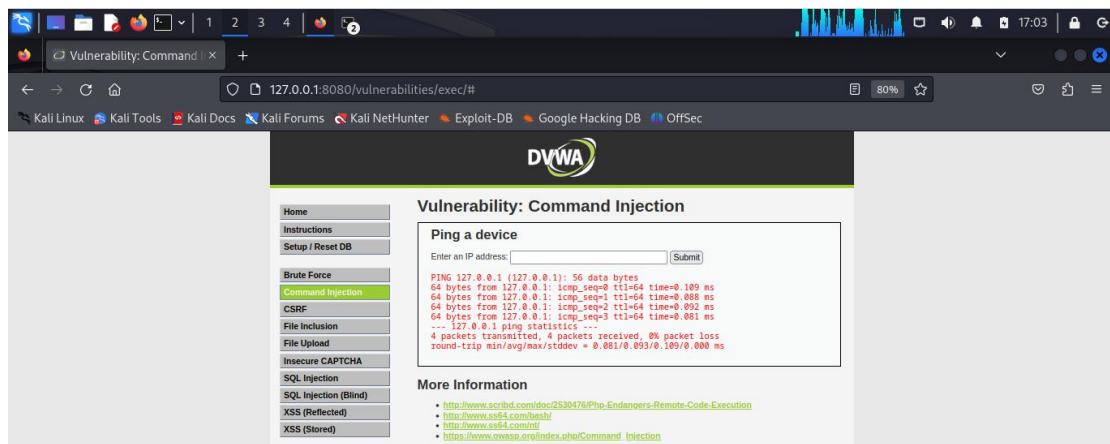 1 2 3 4 2 17:03
Vulnerability: Command I
127.0.0.1:8080/vulnerabilities/exec/# 80%
Kali Linux Kali Tools Kali Docs Kali Forums Kali NetHunter Exploit-DB Google Hacking DB OffSec
DVWA
Home
Instructions
Setup / Reset DB
Brute Force
Command Injection
CSRF
File Inclusion
File Upload
Insecure CAPTCHA
SQL Injection
SQL Injection (Blind)
XSS (Reflected)
XSS (Stored)
Vulnerability: Command Injection
Ping a device
Enter an IP address: Submit
PING 127.0.0.1 (127.0.0.1): 56 data bytes
64 bytes from 127.0.0.1: icmp_seq=0 ttl=64 time=0.109 ms
64 bytes from 127.0.0.1: icmp_seq=1 ttl=64 time=0.088 ms
64 bytes from 127.0.0.1: icmp_seq=2 ttl=64 time=0.092 ms
64 bytes from 127.0.0.1: icmp_seq=3 ttl=64 time=0.081 ms
--- 127.0.0.1 ping statistics ---
4 packets transmitted, 4 packets received, 0% packet loss
round-trip min/avg/max/stddev = 0.081/0.093/0.109/0.000 ms
More Information
http://www.scribd.com/doc/2530476/Php-Endangers-Remote-Code-Execution
http://www.ss64.com/bash/
http://www.ss64.com/nt/
https://www.owasp.org/index.php/Command_Injection